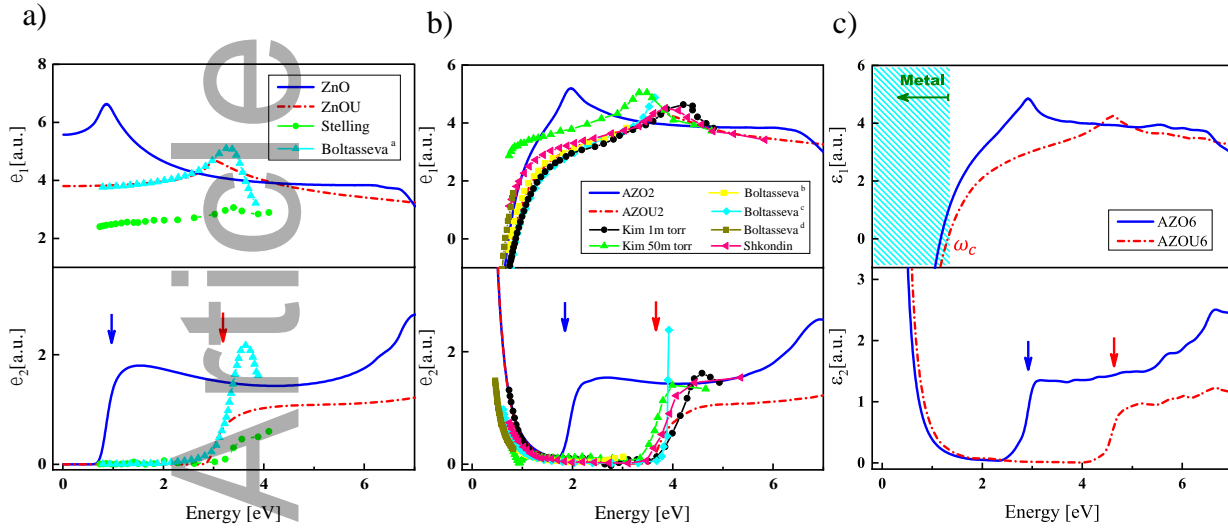 a)
b)
c)
Article
8
6
4
2
e1[a.u.]
ZnO
ZnOU
Stelling
Boltasseva a
2
0
e2[a.u.]
0 2 4 6
Energy [eV]
6
4
2
0
e1[a.u.]
AZO2
AZOU2
Kim 1m torr
Kim 50m torr
Boltasseva b
Boltasseva c
Boltasseva d
Shkondin
2
0
e2[a.u.]
0 2 4 6
Energy [eV]
6
4
2
0
ε1[a.u.]
Metal
ωc
AZO6
AZOU6
3
2
1
0
ε2[a.u.]
0 2 4 6
Energy [eV]